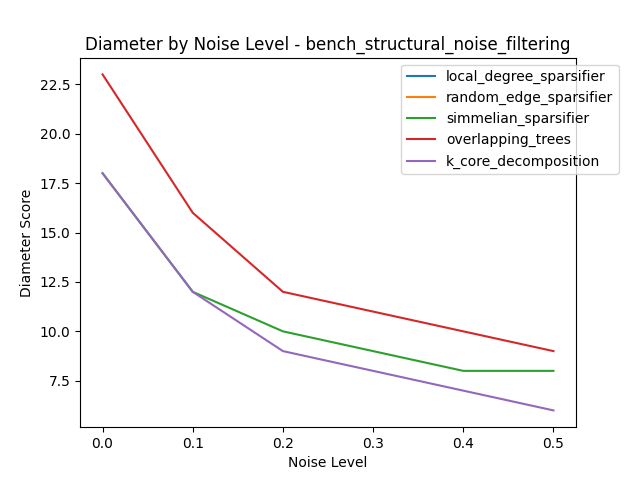 Diameter by Noise Level - bench_structural_noise_filtering
local_degree_sparsifier
random_edge_sparsifier
simmelian_sparsifier
overlapping_trees
k_core_decomposition
Diameter Score
22.5
20.0
17.5
15.0
12.5
10.0
7.5
0.0 0.1 0.2 0.3 0.4 0.5
Noise Level